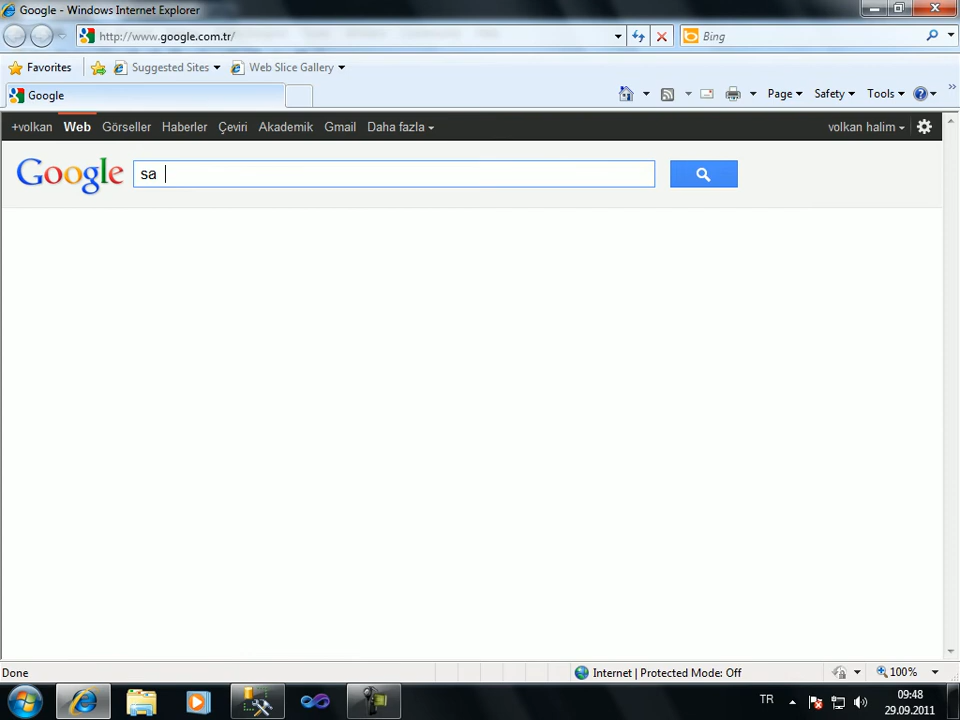 Google - Windows Internet Explorer
http://www.google.com.tr/
Bing
Favorites Suggested Sites Web Slice Gallery
Google
Page Safety Tools
+volkan Web Görseller Haberler Çeviri Akademik Gmail Daha fazla volkan halim
Google sa
Done Internet | Protected Mode: Off 100%
TR 09:48
29.09.2011